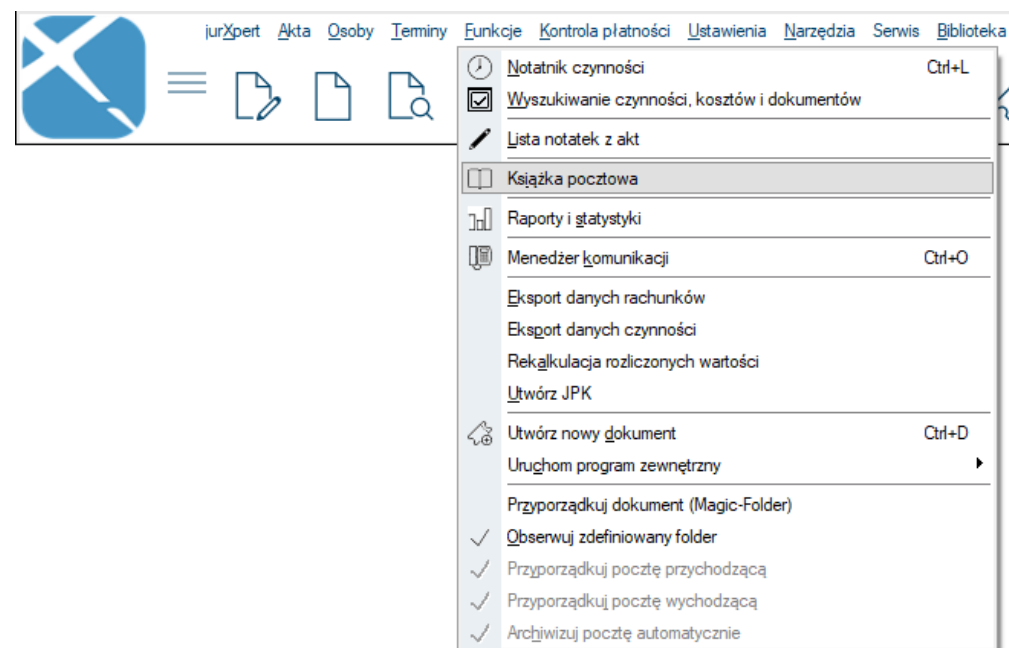 jurXpert Akta Osoby Terminy Funkcje Kontrola płatności Ustawienia Narzędzia Serwis Biblioteka
Notatnik czynności Ctrl+L
Wyszukiwanie czynności, kosztów i dokumentów
Lista notatek z akt
Książka pocztowa
Raporty i statystyki
Menedżer komunikacji Ctrl+O
Eksport danych rachunków
Eksport danych czynności
Rekalkulacja rozliczonych wartości
Utwórz JPK
Utwórz nowy dokument Ctrl+D
Uruchom program zewnętrzny
Przyporządkuj dokument (Magic-Folder)
Obserwuj zdefiniowany folder
Przyporządkuj pocztę przychodzącą
Przyporządkuj pocztę wychodzącą
Archiwizuj pocztę automatycznie